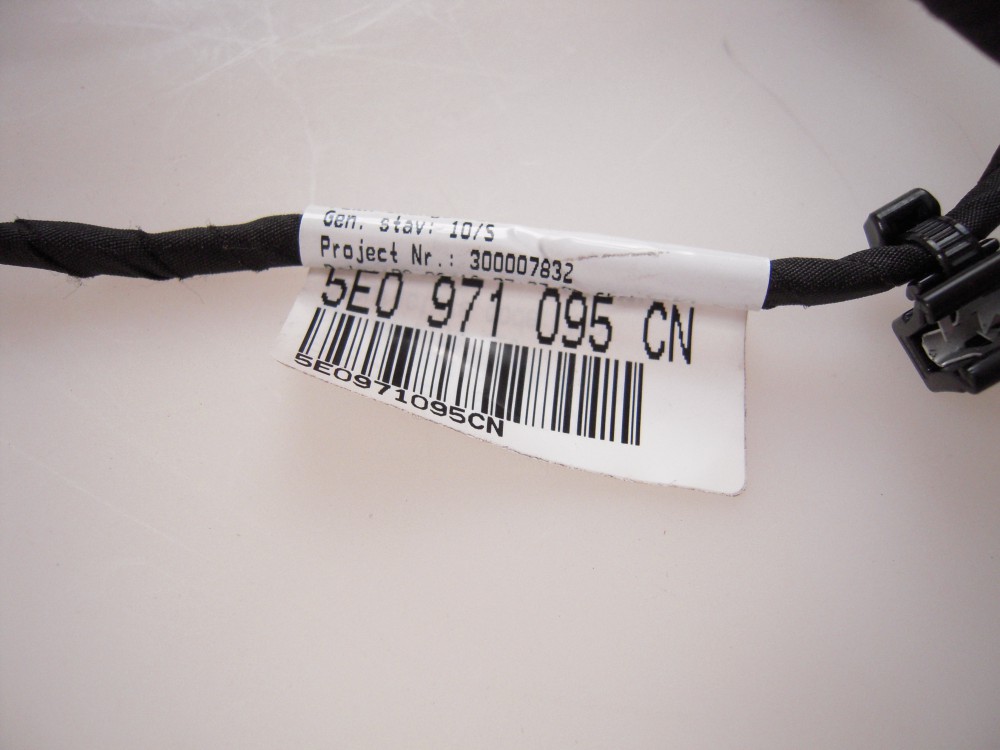 Gen. stav: 10/S
Project Nr.: 300007832
5E0 971 095 CN
5E0971095CN